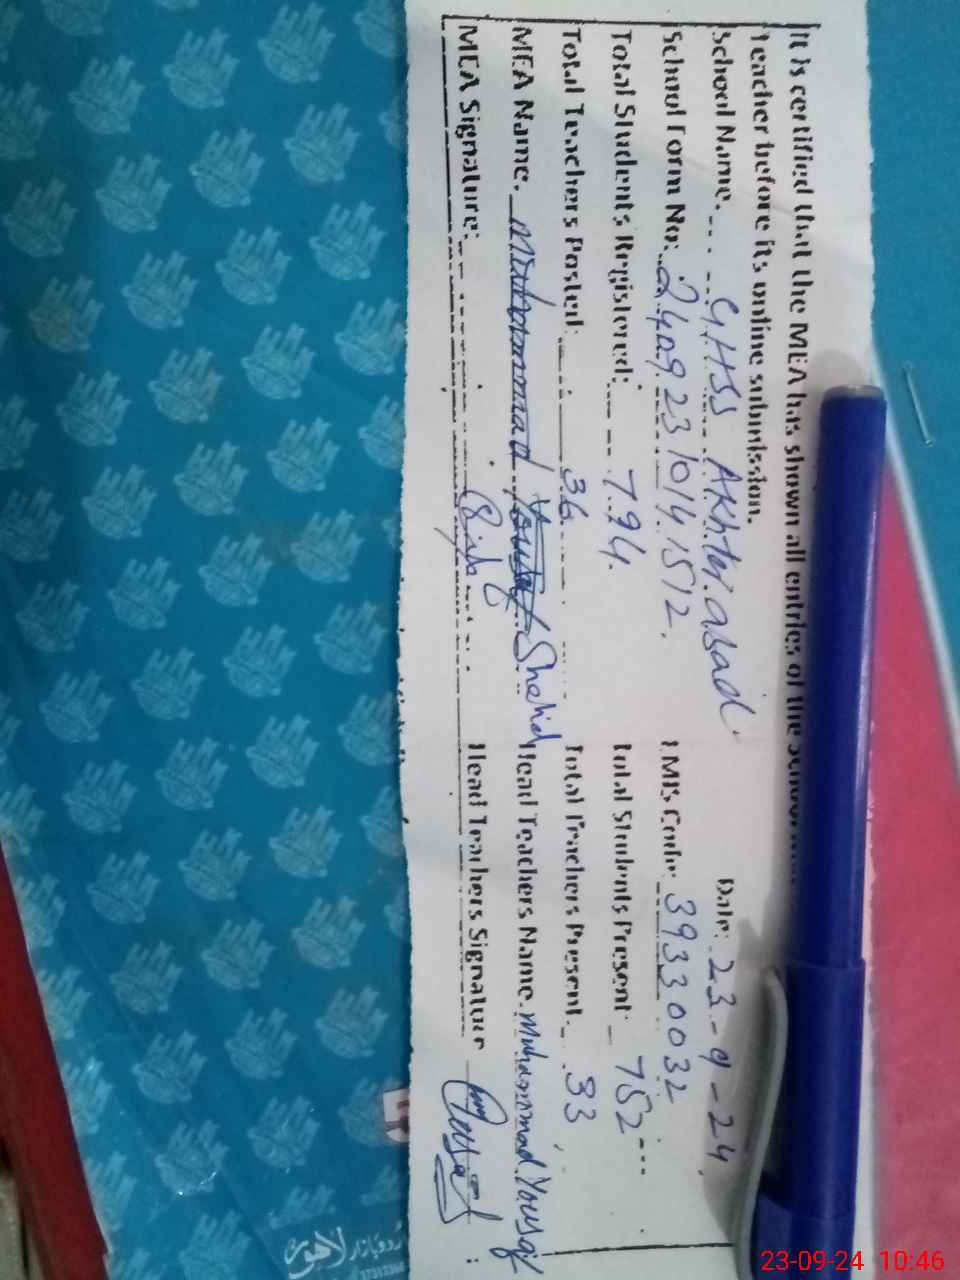 It is certified that the MEA has shown all entries of the
Teacher before its online submission.
School Name. GHSS Akhtar abad. Date: 23-9-24
School Form No: 240923 1014 1512. EMIS Code: 39330032
Total Students Registered: 794. Total Students Present: 752
Total Teachers Posted: 36 Total Teachers Present. 33
MEA Name. Muhammad Shahid Head Teachers Name. Muhammad Yousaf
MEA Signature: Head Teachers Signature
5
لاہور
23-09-24 10:46